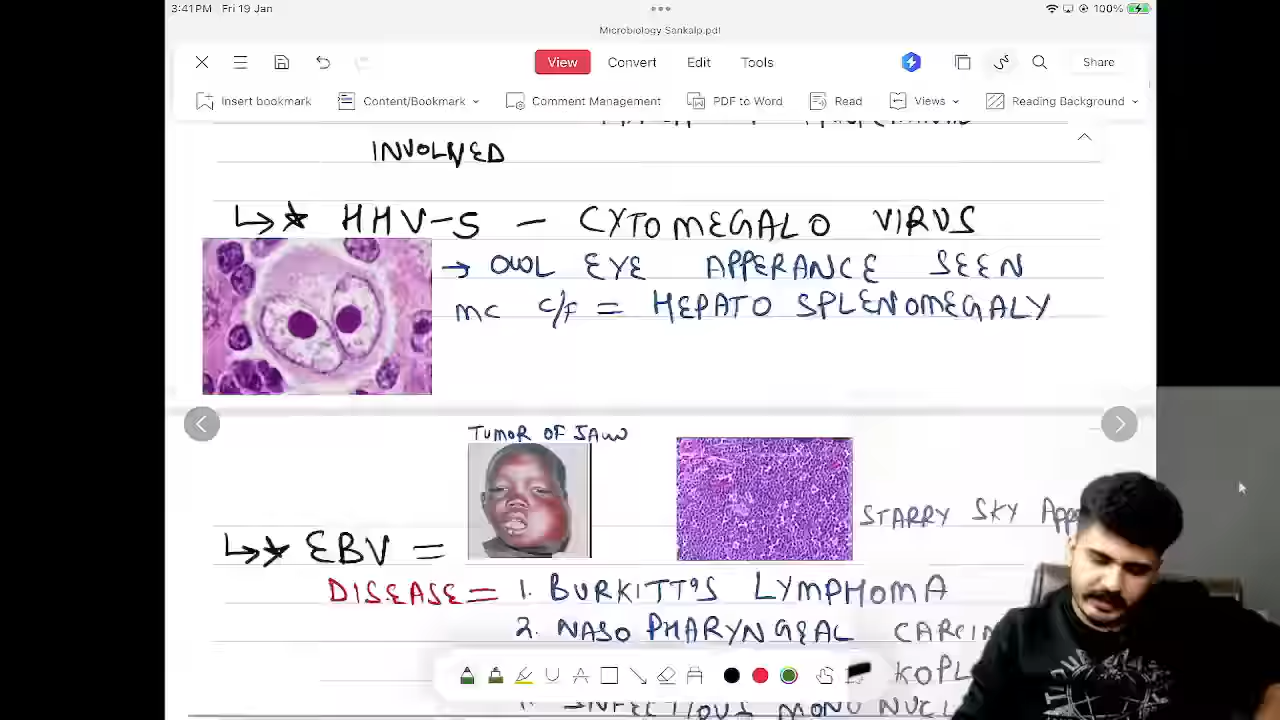 3:41 PM Fri 19 Jan
100%
Microbiology Sankalp.pdf
View Convert Edit Tools Share
Insert bookmark Content/Bookmark Comment Management PDF to Word Read Views Reading Background
INVOLVED
↳★ HHV-5 - CYTOMEGALO VIRUS
→ OWL EYE APPERANCE SEEN
MC C/F = HEPATO SPLENOMEGALY
TUMOR OF JAW
STARRY SKY
↳★ EBV =
DISEASE = 1. BURKITT'S LYMPHOMA
2. NASO PHARYNGEAL